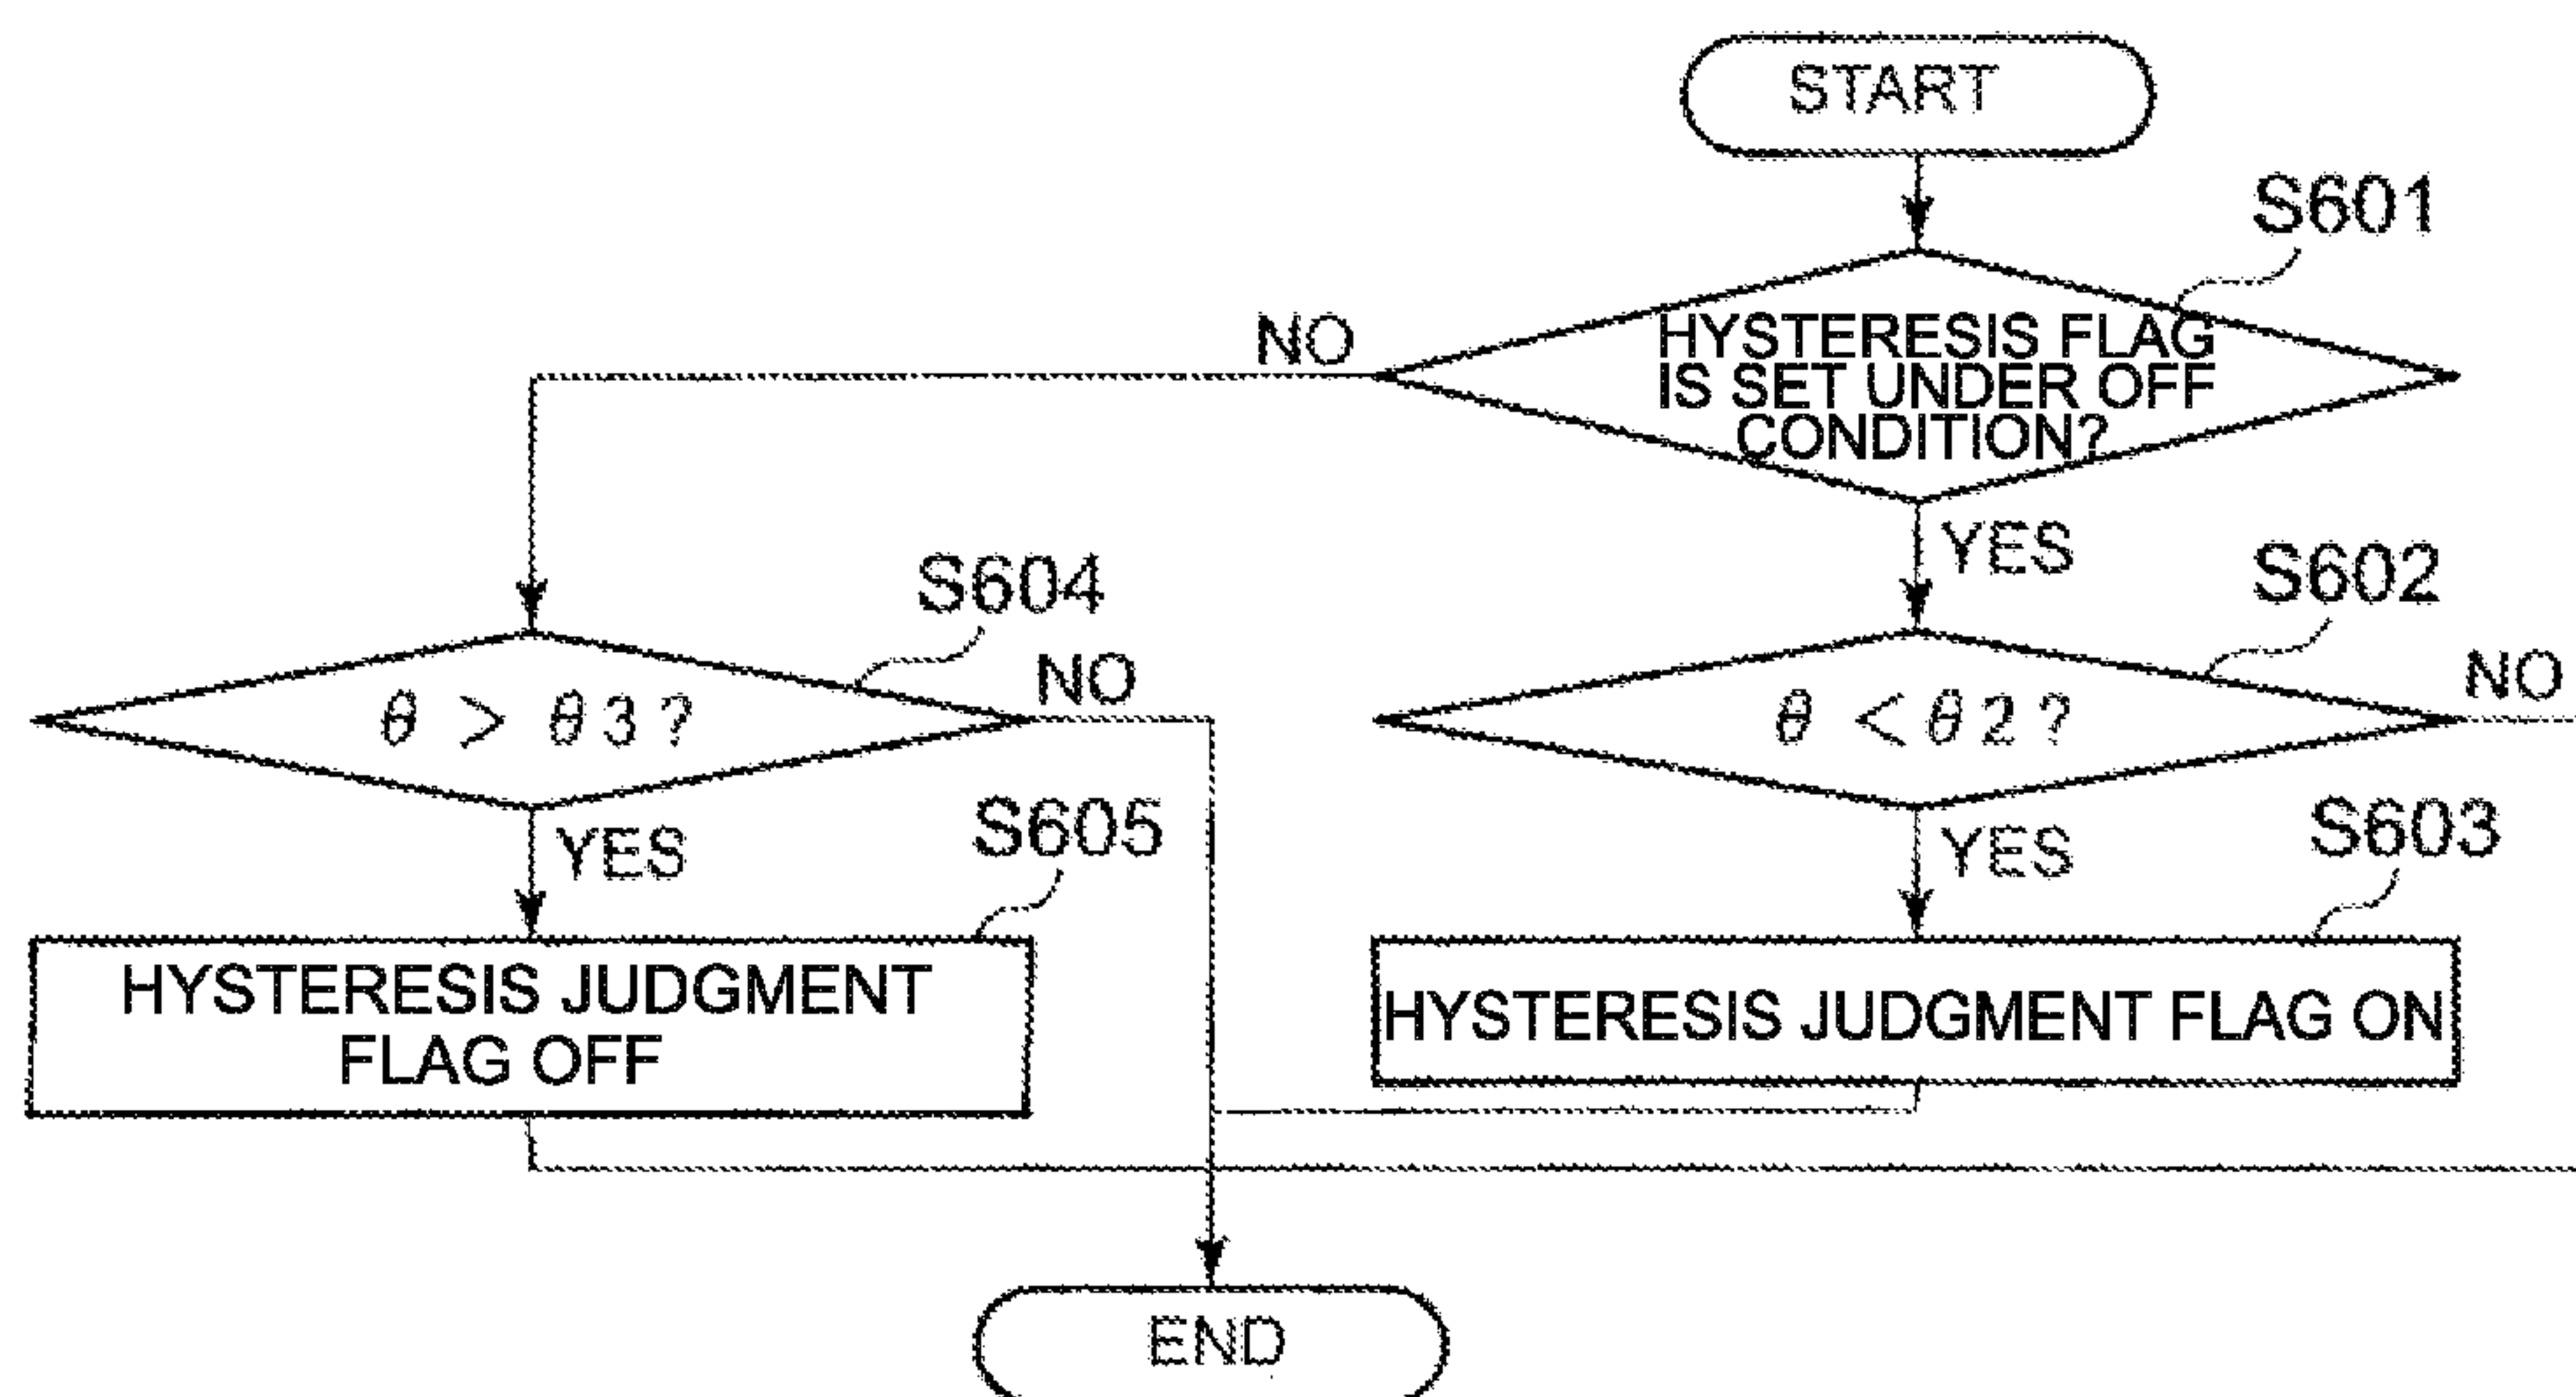 START
S601
NO
HYSTERESIS FLAG
IS SET UNDER OFF
CONDITION?
YES
S604
S602
NO
NO
θ > θ3?
θ < θ2?
YES
S605
YES
S603
HYSTERESIS JUDGMENT
FLAG OFF
HYSTERESIS JUDGMENT FLAG ON
END